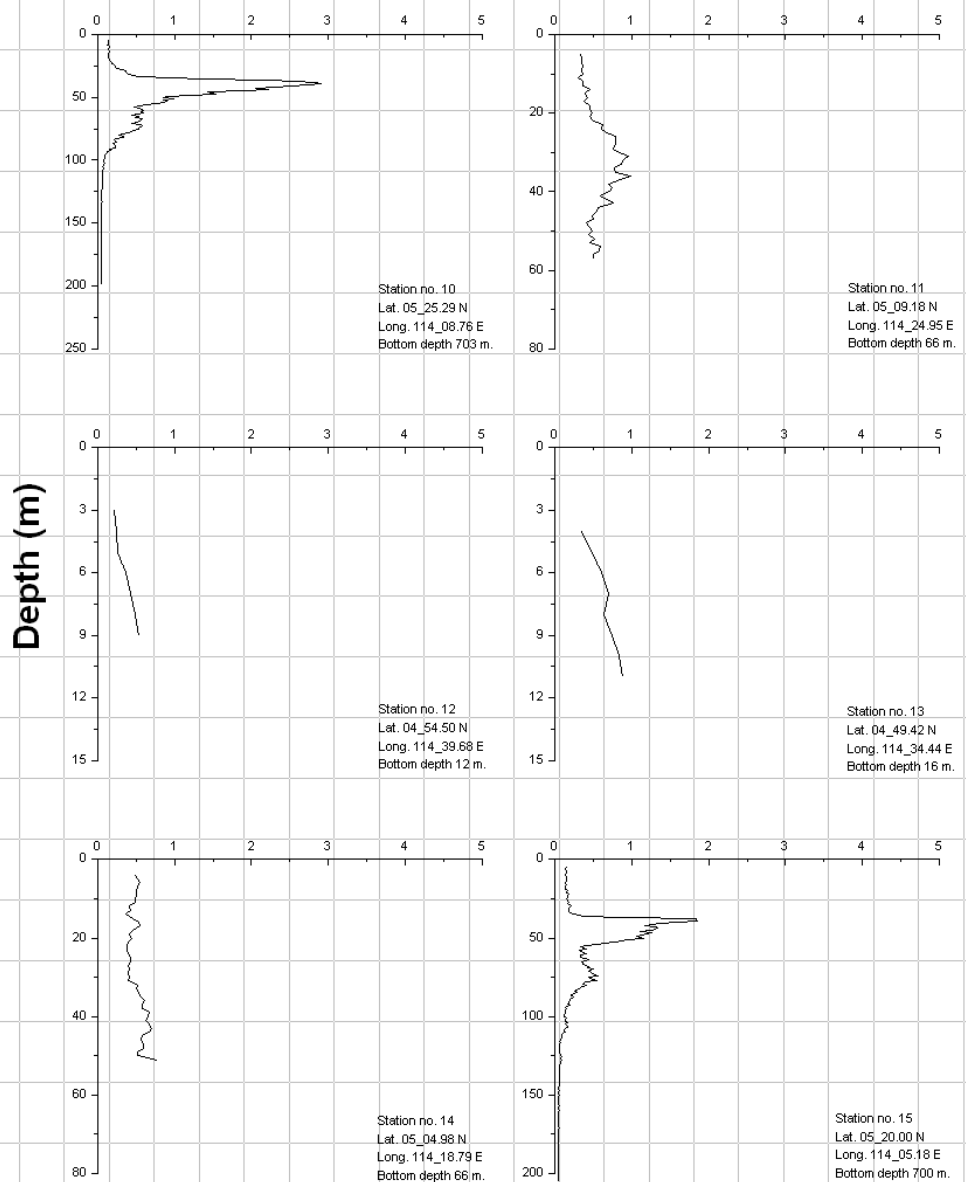 0 1 2 3 4 5
0
50
100
150
200
250
Station no. 10
Lat. 05_25.29 N
Long. 114_08.76 E
Bottom depth 703 m.
0 1 2 3 4 5
0
20
40
60
80
Station no. 11
Lat. 05_09.18 N
Long. 114_24.95 E
Bottom depth 66 m.
Depth (m)
0 1 2 3 4 5
0
3
6
9
12
15
Station no. 12
Lat. 04_54.50 N
Long. 114_39.68 E
Bottom depth 12 m.
0 1 2 3 4 5
0
3
6
9
12
15
Station no. 13
Lat. 04_49.42 N
Long. 114_34.44 E
Bottom depth 16 m.
0 1 2 3 4 5
0
20
40
60
80
Station no. 14
Lat. 05_04.98 N
Long. 114_18.79 E
Bottom depth 66 m.
0 1 2 3 4 5
0
50
100
150
200
Station no. 15
Lat. 05_20.00 N
Long. 114_05.18 E
Bottom depth 700 m.